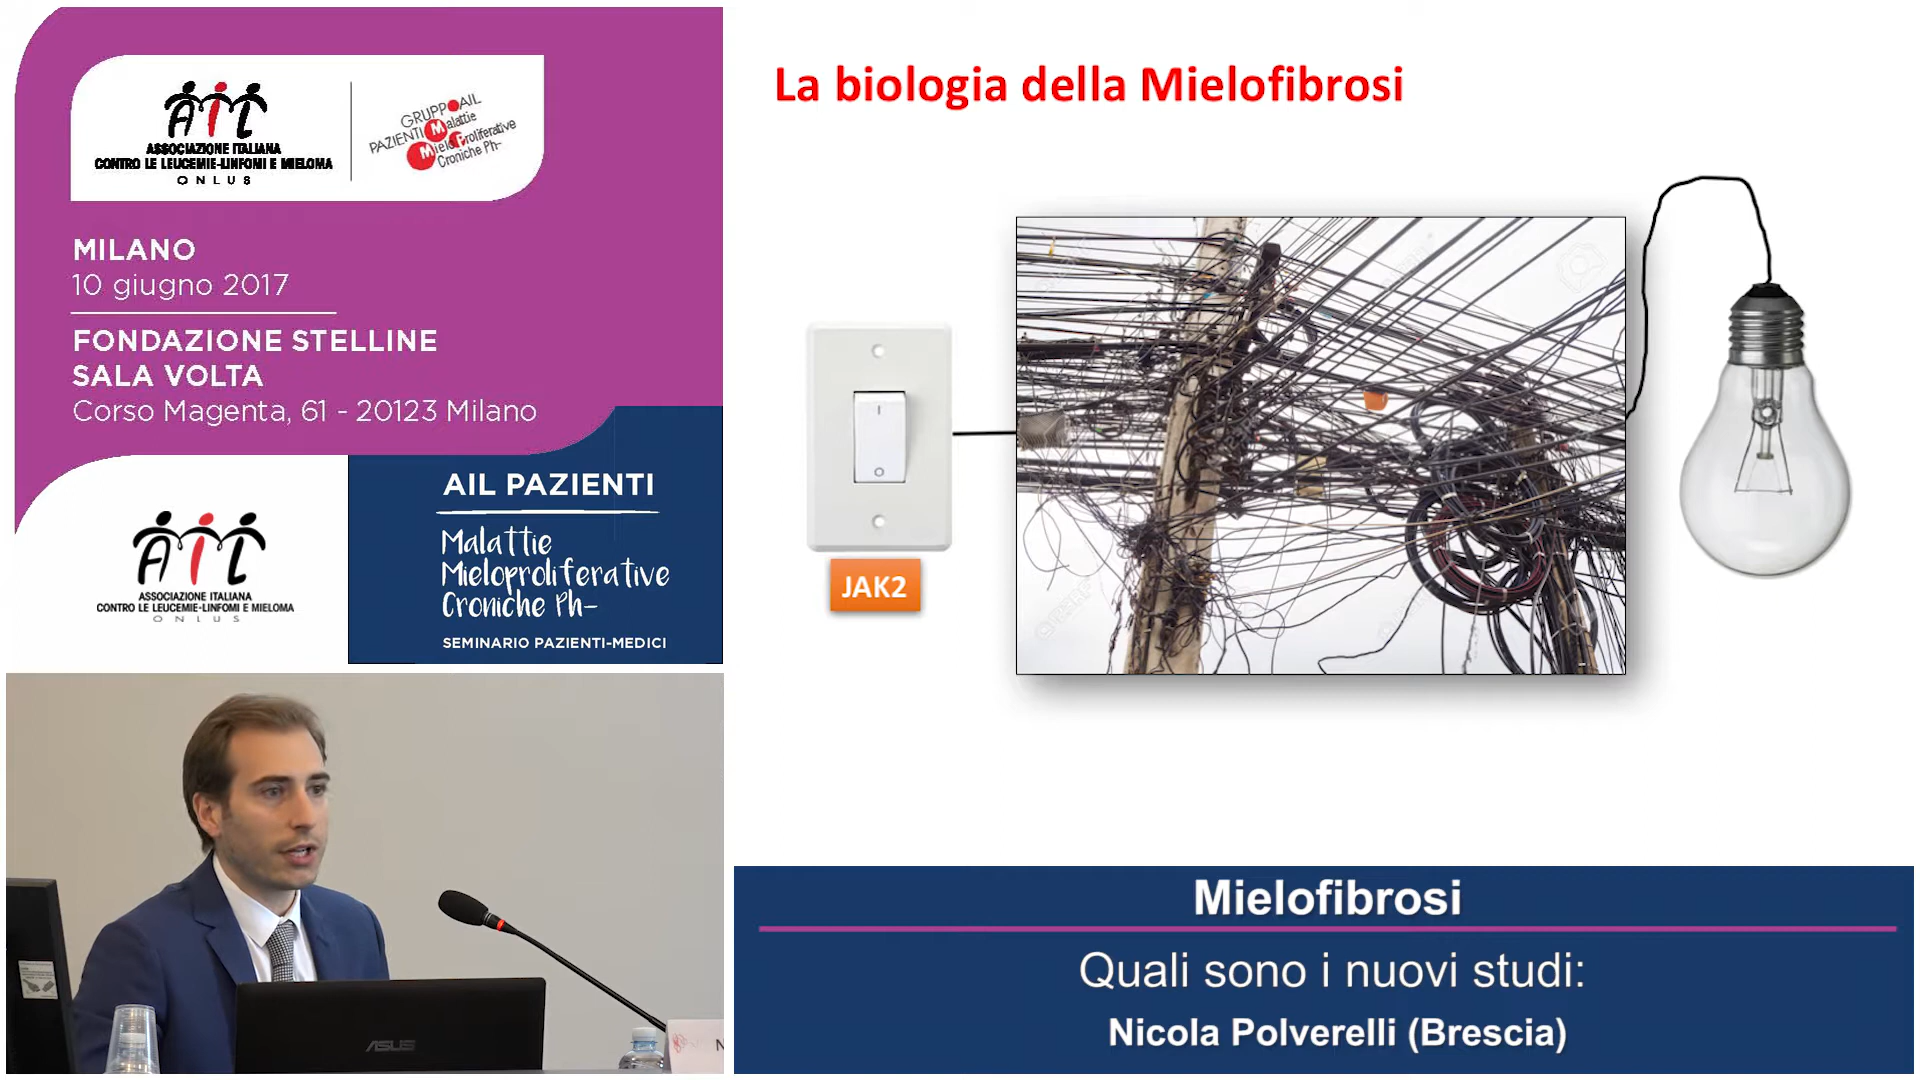 AIL
ASSOCIAZIONE ITALIANA
CONTRO LE LEUCEMIE-LINFOMI E MIELOMA
ONLUS
GRUPPO AIL
PAZIENTI Malattie
MieloProliferative
Croniche Ph-
MILANO
10 giugno 2017
FONDAZIONE STELLINE
SALA VOLTA
Corso Magenta, 61 - 20123 Milano
AIL
ASSOCIAZIONE ITALIANA
CONTRO LE LEUCEMIE-LINFOMI E MIELOMA
ONLUS
AIL PAZIENTI
Malattie
Mieloproliferative
Croniche Ph-
SEMINARIO PAZIENTI-MEDICI
La biologia della Mielofibrosi
JAK2
ASUS
N
Mielofibrosi
Quali sono i nuovi studi:
Nicola Polverelli (Brescia)